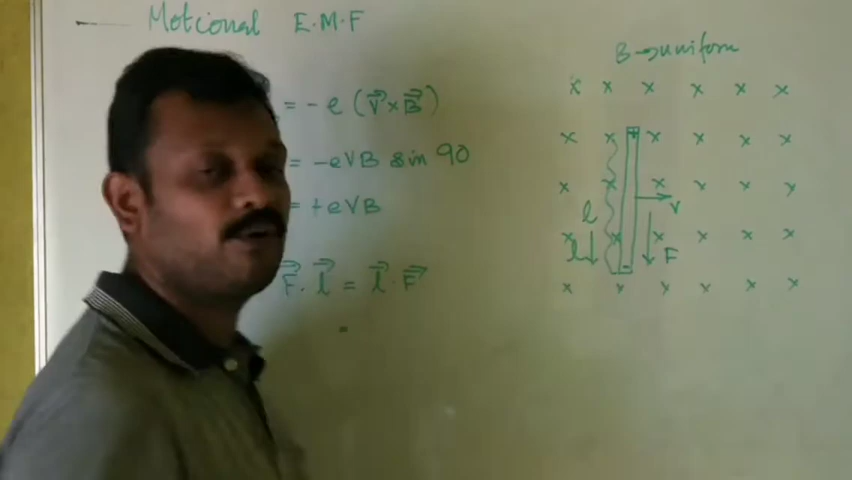 Motional E.M.F
= - e (V⃗ × B⃗)
= - eVB sin 90
= + eVB
F⃗ . l⃗ = l⃗ . F⃗
=
B → uniform
x x x x x x
x x + x x x x
x x x x x
l V
x x x x x
l F
-
x x x x x